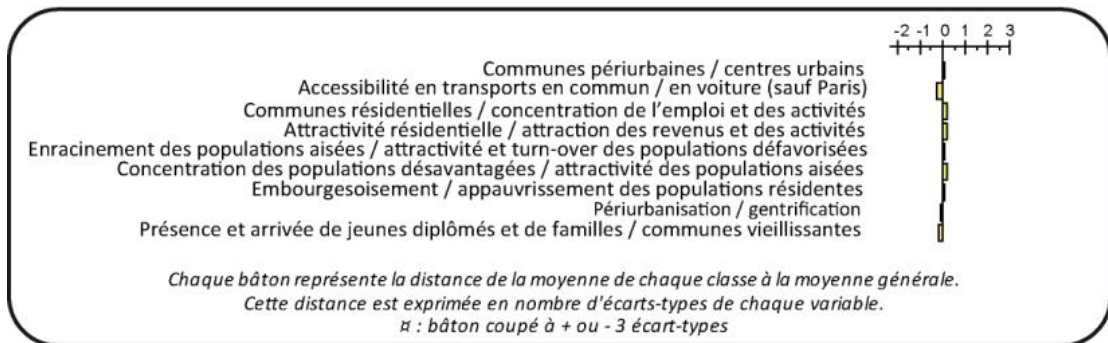 -2 -1 0 1 2 3
Communes périurbaines / centres urbains
Accessibilité en transports en commun / en voiture (sauf Paris)
Communes résidentielles / concentration de l'emploi et des activités
Attractivité résidentielle / attraction des revenus et des activités
Enracinement des populations aisées / attractivité et turn-over des populations défavorisées
Concentration des populations désavantagées / attractivité des populations aisées
Embourgeoisement / appauvrissement des populations résidentes
Périurbanisation / gentrification
Présence et arrivée de jeunes diplômés et de familles / communes vieillissantes
Chaque bâton représente la distance de la moyenne de chaque classe à la moyenne générale.
Cette distance est exprimée en nombre d'écarts-types de chaque variable.
¤ : bâton coupé à + ou - 3 écart-types